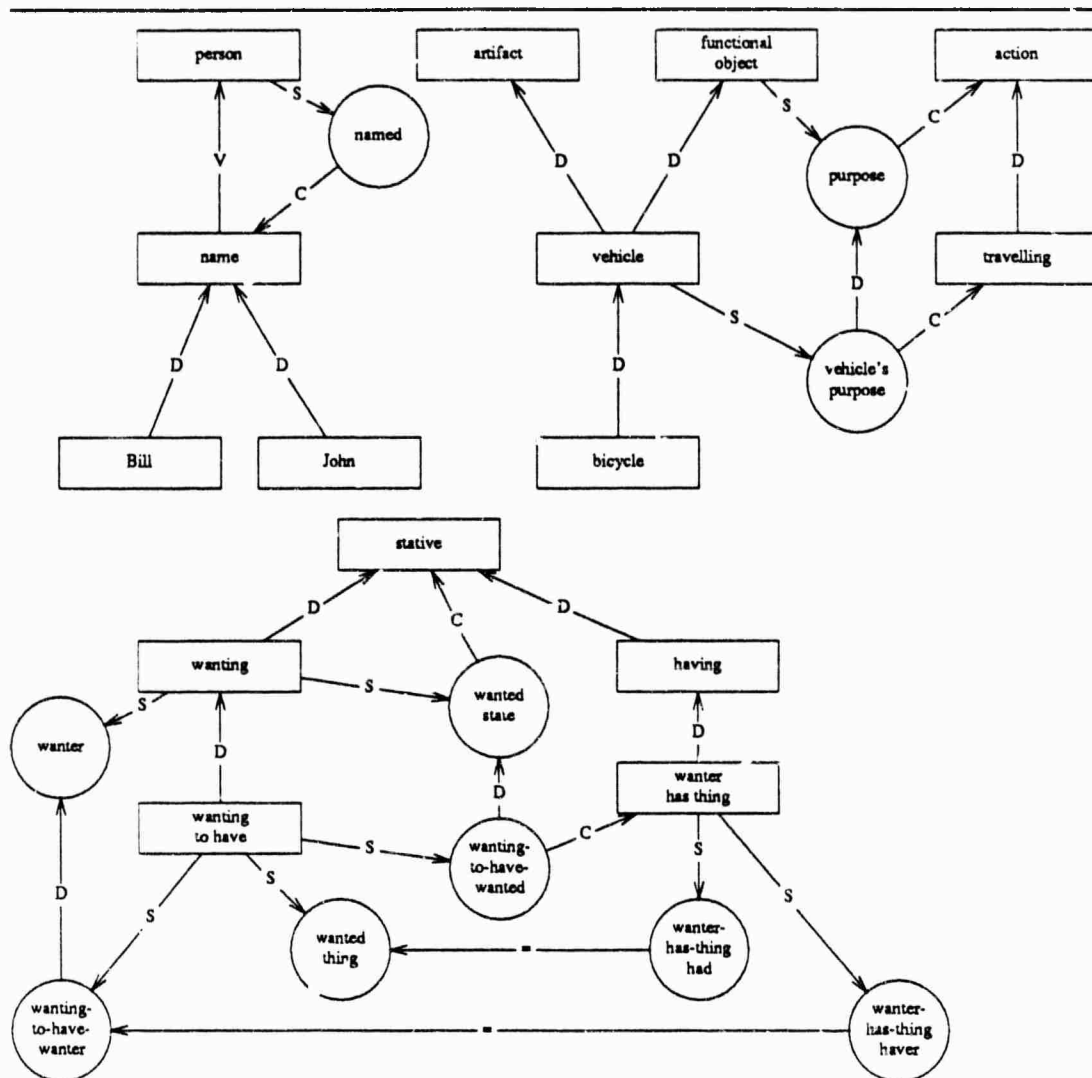 person
artifact
functional
object
action
S
named
S
C
purpose
V
D
D
D
C
name
vehicle
travelling
D
S
C
D
D
D
vehicle's
purpose
Bill
John
bicycle
stative
D
C
D
wanting
having
S
S
wanted
state
wanter
D
D
wanter
has thing
D
wanting
to have
C
S
wanting-
to-have-
wanted
S
D
S
S
S
wanted
thing
=
wanter-
has-thing
had
wanting-
to-have-
wanter
=
wanter-
has-thing
haver